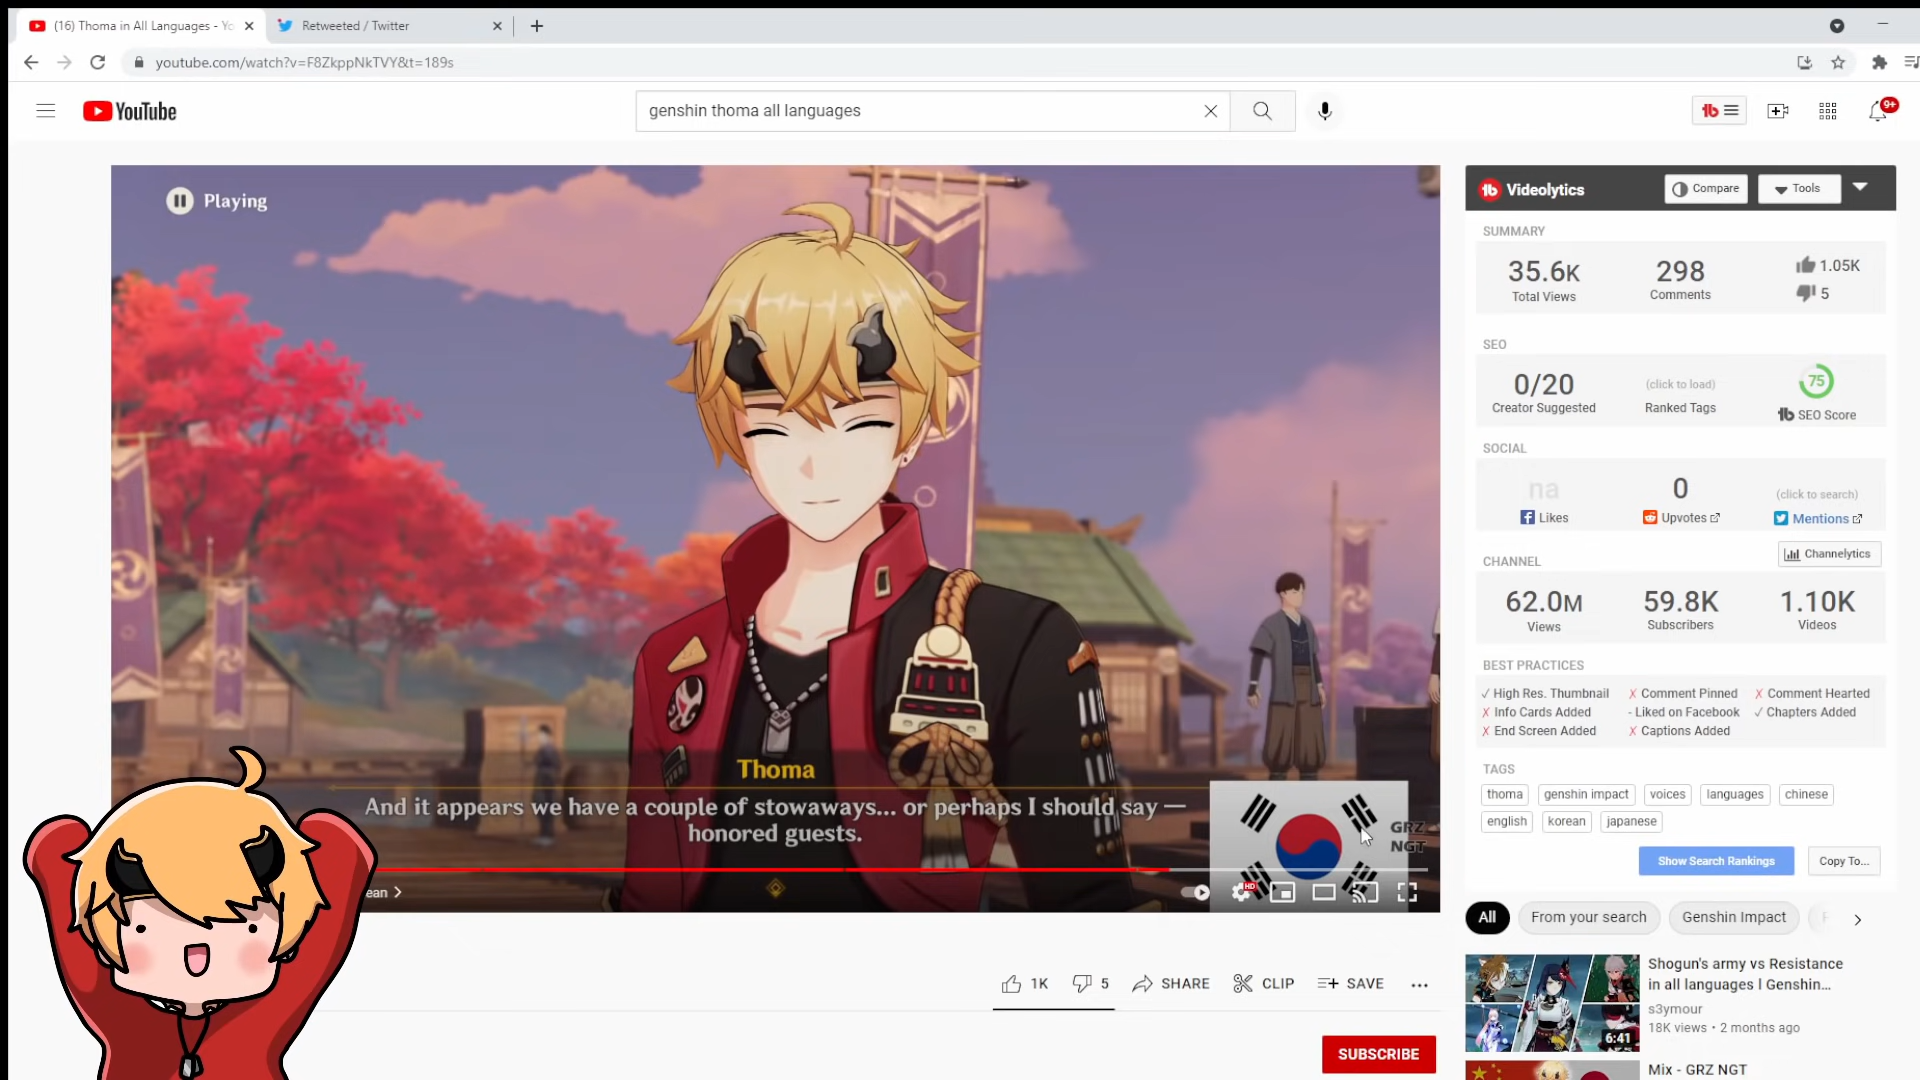 (16) Thoma in All Languages - Yo
Retweeted / Twitter
youtube.com/watch?v=F8ZkppNkTVY&t=189s
YouTube
genshin thoma all languages
9+
Playing
Thoma
And it appears we have a couple of stowaways... or perhaps I should say —
honored guests.
GRZ
NGT
ean
HD
1K
5
SHARE
CLIP
SAVE
SUBSCRIBE
Videolytics
Compare
Tools
SUMMARY
35.6K
298
1.05K
5
Total Views
Comments
SEO
0/20
(click to load)
75
Creator Suggested
Ranked Tags
SEO Score
SOCIAL
na
0
(click to search)
Likes
Upvotes
Mentions
CHANNEL
Channelytics
62.0M
59.8K
1.10K
Views
Subscribers
Videos
BEST PRACTICES
✓ High Res. Thumbnail ✗ Comment Pinned ✗ Comment Hearted
✗ Info Cards Added - Liked on Facebook ✓ Chapters Added
✗ End Screen Added ✗ Captions Added
TAGS
thoma genshin impact voices languages chinese
english korean japanese
Show Search Rankings
Copy To...
All
From your search
Genshin Impact
Shogun's army vs Resistance
in all languages l Genshin...
s3ymour
18K views • 2 months ago
6:41
Mix - GRZ NGT